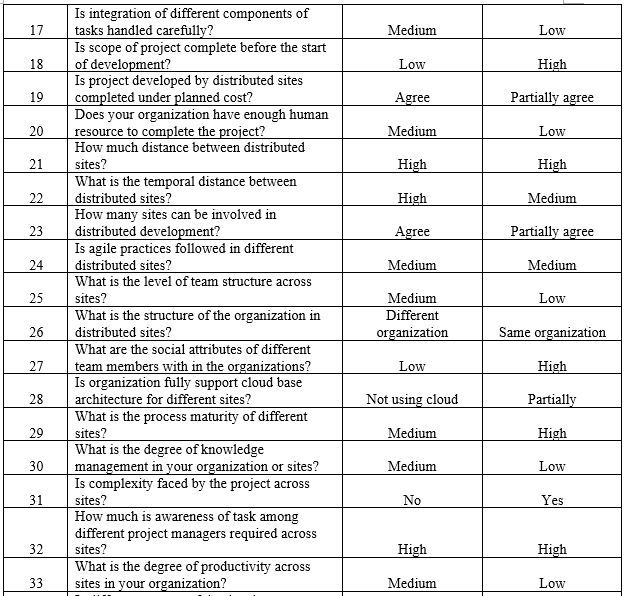 Is integration of different components of
17 tasks handled carefully? Medium Low
Is scope of project complete before the start
18 of development? Low High
Is project developed by distributed sites
19 completed under planned cost? Agree Partially agree
Does your organization have enough human
20 resource to complete the project? Medium Low
How much distance between distributed
21 sites? High High
What is the temporal distance between
22 distributed sites? High Medium
How many sites can be involved in
23 distributed development? Agree Partially agree
Is agile practices followed in different
24 distributed sites? Medium Medium
What is the level of team structure across
25 sites? Medium Low
What is the structure of the organization in Different
26 distributed sites? organization Same organization
What are the social attributes of different
27 team members with in the organizations? Low High
Is organization fully support cloud base
28 architecture for different sites? Not using cloud Partially
What is the process maturity of different
29 sites? Medium High
What is the degree of knowledge
30 management in your organization or sites? Medium Low
Is complexity faced by the project across
31 sites? No Yes
How much is awareness of task among
different project managers required across
32 sites? High High
What is the degree of productivity across
33 sites in your organization? Medium Low